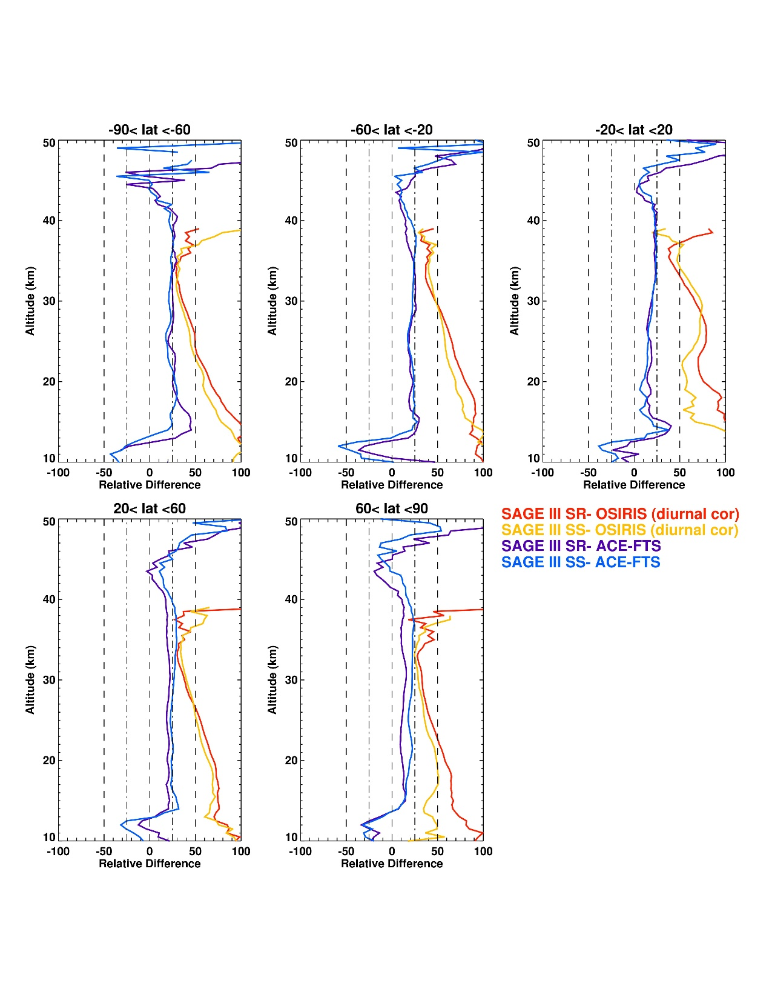 -90< lat <-60
-60< lat <-20
-20< lat <20
50
40
30
20
10
Altitude (km)
-100 -50 0 50 100
Relative Difference
50
40
30
20
10
Altitude (km)
-100 -50 0 50 100
Relative Difference
50
40
30
20
10
Altitude (km)
-100 -50 0 50 100
Relative Difference
20< lat <60
60< lat <90
50
40
30
20
10
Altitude (km)
-100 -50 0 50 100
Relative Difference
50
40
30
20
10
Altitude (km)
-100 -50 0 50 100
Relative Difference
SAGE III SR- OSIRIS (diurnal cor)
SAGE III SS- OSIRIS (diurnal cor)
SAGE III SR- ACE-FTS
SAGE III SS- ACE-FTS